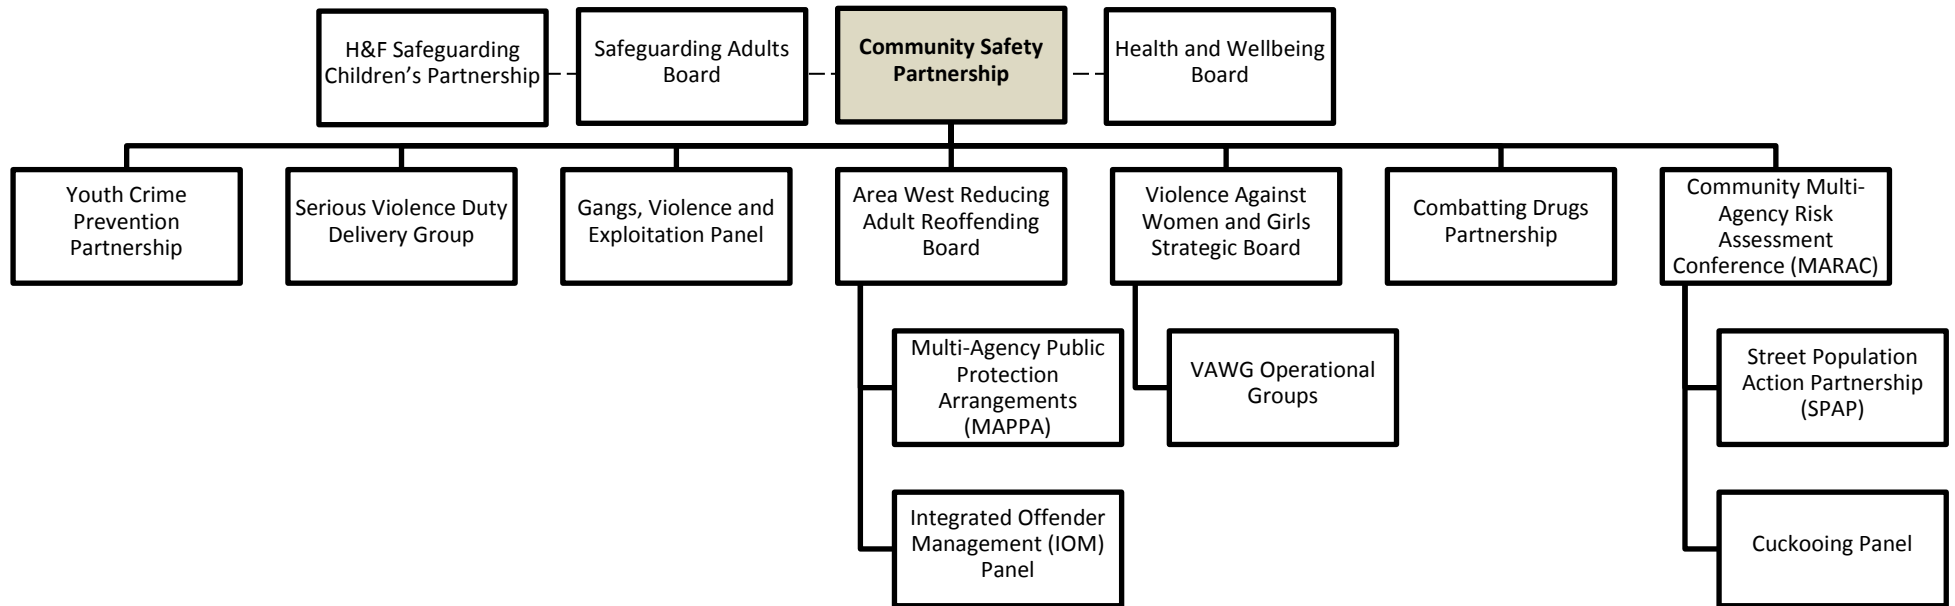 H&F Safeguarding
Children’s Partnership
Safeguarding Adults
Board
Community Safety
Partnership
Health and Wellbeing
Board
Youth Crime
Prevention
Partnership
Serious Violence Duty
Delivery Group
Gangs, Violence and
Exploitation Panel
Area West Reducing
Adult Reoffending
Board
Violence Against
Women and Girls
Strategic Board
Combatting Drugs
Partnership
Community Multi-
Agency Risk
Assessment
Conference (MARAC)
Multi-Agency Public
Protection
Arrangements
(MAPPA)
VAWG Operational
Groups
Street Population
Action Partnership
(SPAP)
Integrated Offender
Management (IOM)
Panel
Cuckooing Panel